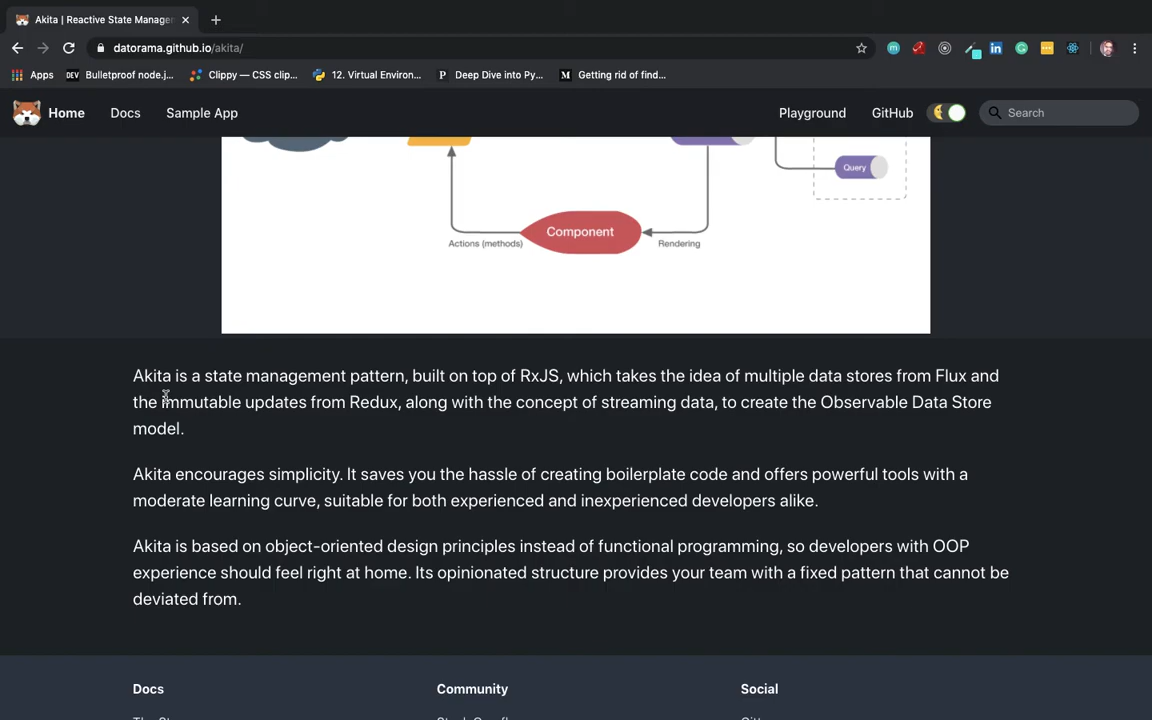 Akita | Reactive State Manage
datorama.github.io/akita/
Apps
DEV
Bulletproof node.j...
Clippy — CSS clip...
12. Virtual Environ...
P
Deep Dive into Py...
M
Getting rid of find...
Home
Docs
Sample App
Playground
GitHub
Search
Query
Component
Actions (methods)
Rendering
Akita is a state management pattern, built on top of RxJS, which takes the idea of multiple data stores from Flux and
the immutable updates from Redux, along with the concept of streaming data, to create the Observable Data Store
model.
Akita encourages simplicity. It saves you the hassle of creating boilerplate code and offers powerful tools with a
moderate learning curve, suitable for both experienced and inexperienced developers alike.
Akita is based on object-oriented design principles instead of functional programming, so developers with OOP
experience should feel right at home. Its opinionated structure provides your team with a fixed pattern that cannot be
deviated from.
Docs
Community
Social